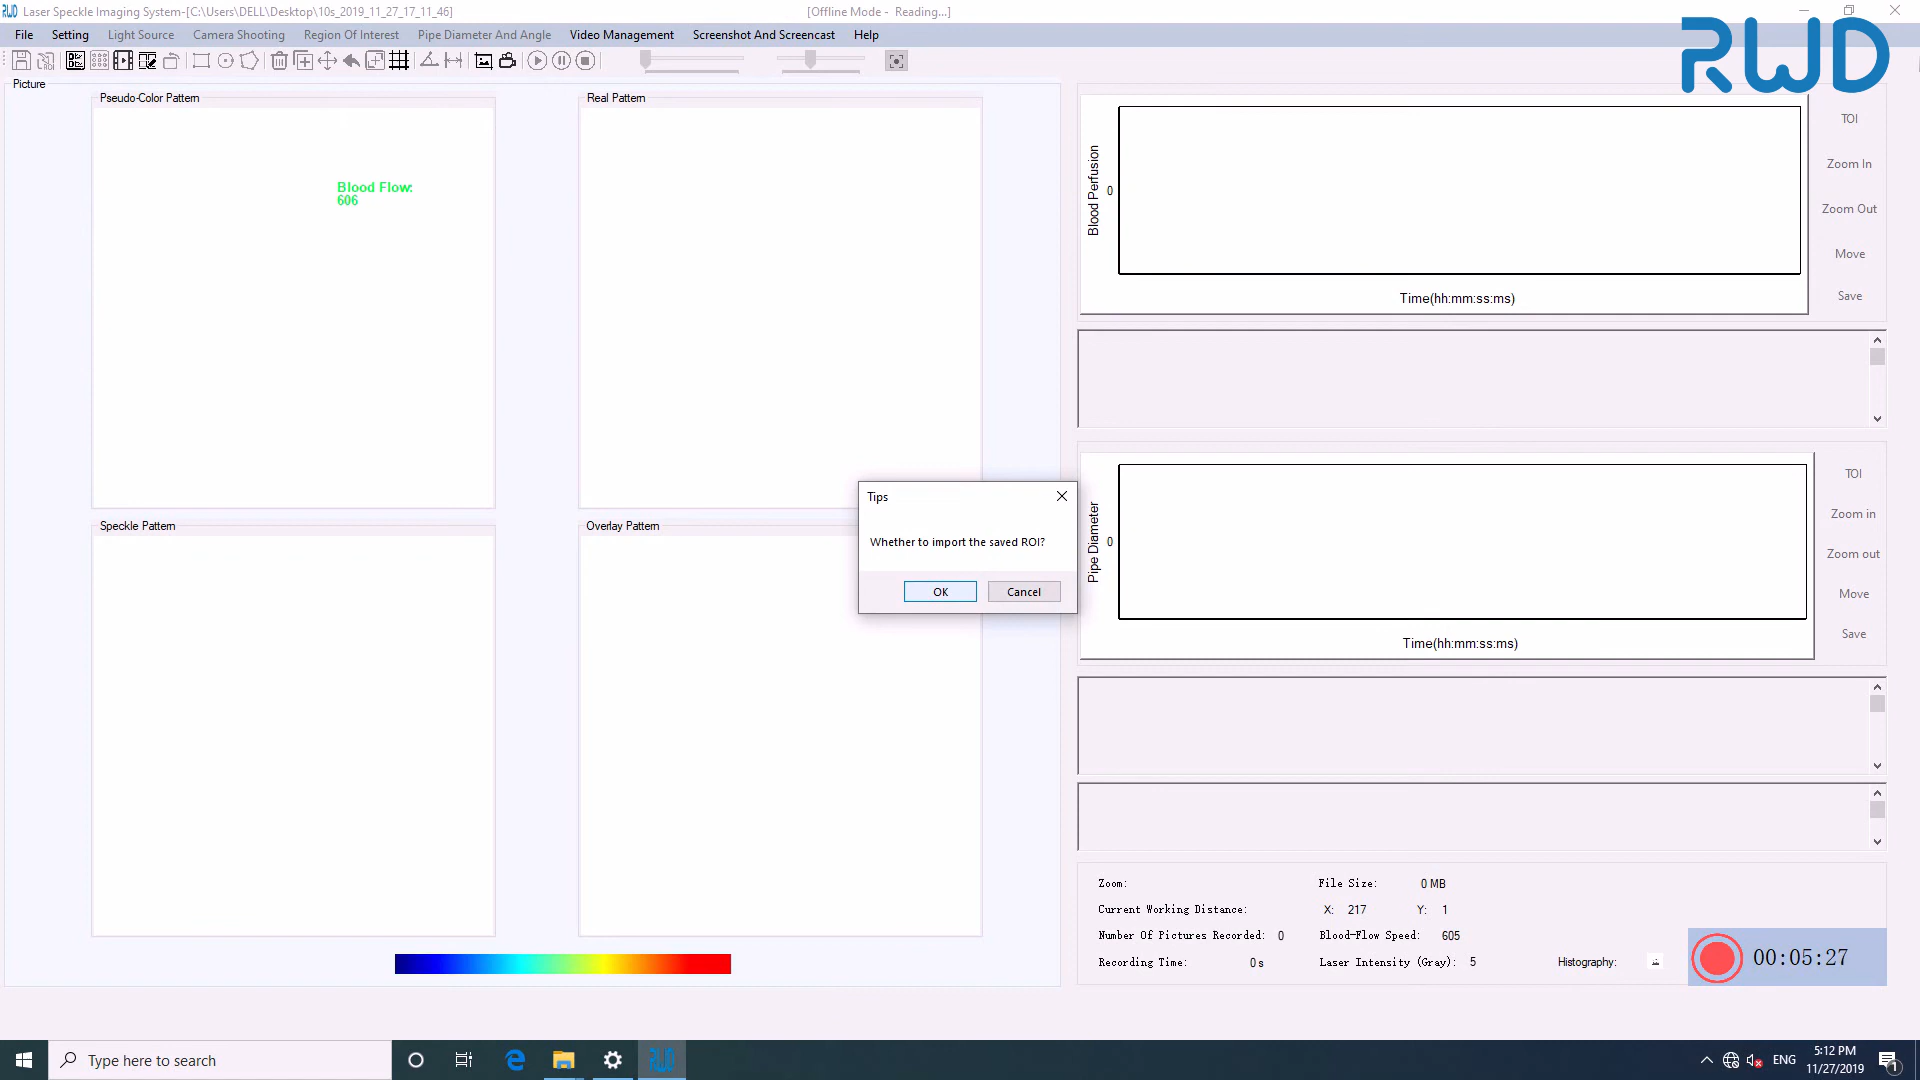 RWD Laser Speckle Imaging System-[C:\Users\DELL\Desktop\10s_2019_11_27_17_11_46]
[Offline Mode - Reading...]
File Setting Light Source Camera Shooting Region Of Interest Pipe Diameter And Angle Video Management Screenshot And Screencast Help
RWD
Picture
Pseudo-Color Pattern
Blood Flow:
606
Real Pattern
Speckle Pattern
Overlay Pattern
Tips
Whether to import the saved ROI?
OK Cancel
Blood Perfusion
0
Time(hh:mm:ss:ms)
TOI
Zoom In
Zoom Out
Move
Save
Pipe Diameter
0
Time(hh:mm:ss:ms)
TOI
Zoom in
Zoom out
Move
Save
Zoom: File Size: 0 MB
Current Working Distance: X: 217 Y: 1
Number Of Pictures Recorded: 0 Blood-Flow Speed: 605
Recording Time: 0 s Laser Intensity (Gray): 5 Histography:
00:05:27
Type here to search
RWD
ENG
5:12 PM
11/27/2019
1